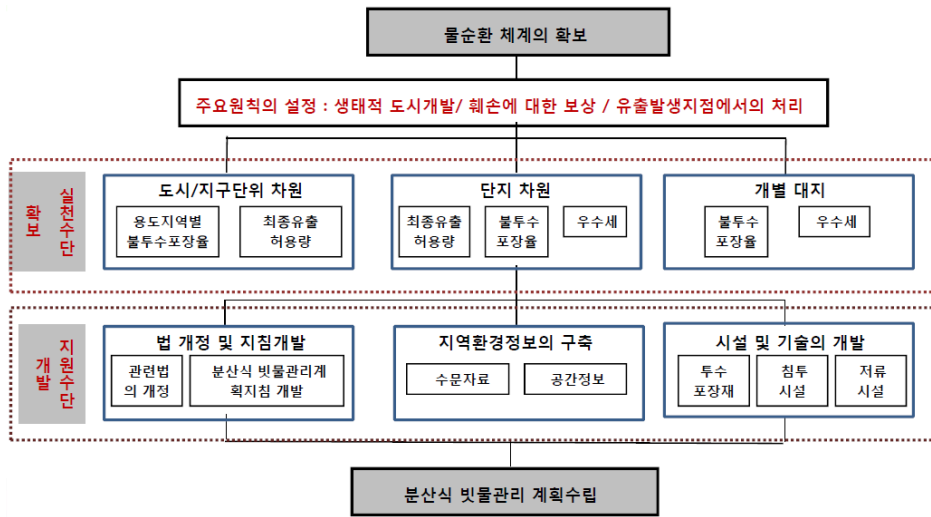 물순환 체계의 확보
주요원칙의 설정 : 생태적 도시개발/ 훼손에 대한 보상 / 유출발생지점에서의 처리
실천수단
확보
도시/지구단위 차원
용도지역별
불투수포장율
최종유출
허용량
단지 차원
최종유출
허용량
불투수
포장율
우수세
개별 대지
불투수
포장율
우수세
지원수단
개발
법 개정 및 지침개발
관련법
의 개정
분산식 빗물관리계
획지침 개발
지역환경정보의 구축
수문자료
공간정보
시설 및 기술의 개발
투수
포장재
침투
시설
저류
시설
분산식 빗물관리 계획수립